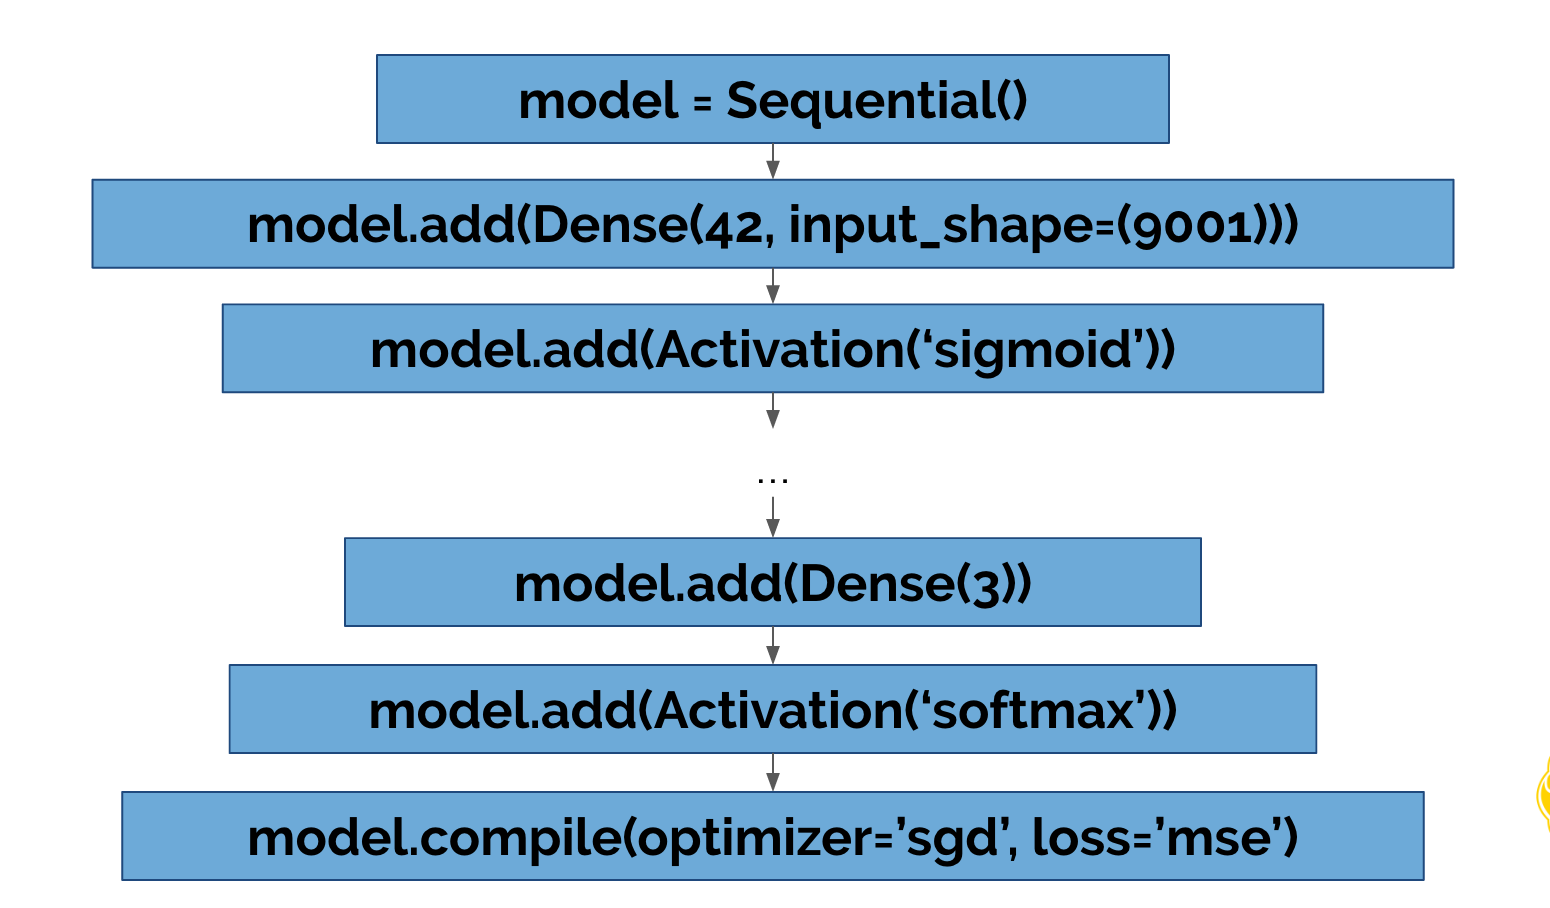 model = Sequential()
model.add(Dense(42, input_shape=(9001)))
model.add(Activation(‘sigmoid’))
...
model.add(Dense(3))
model.add(Activation(‘softmax’))
model.compile(optimizer=’sgd’, loss=’mse’)